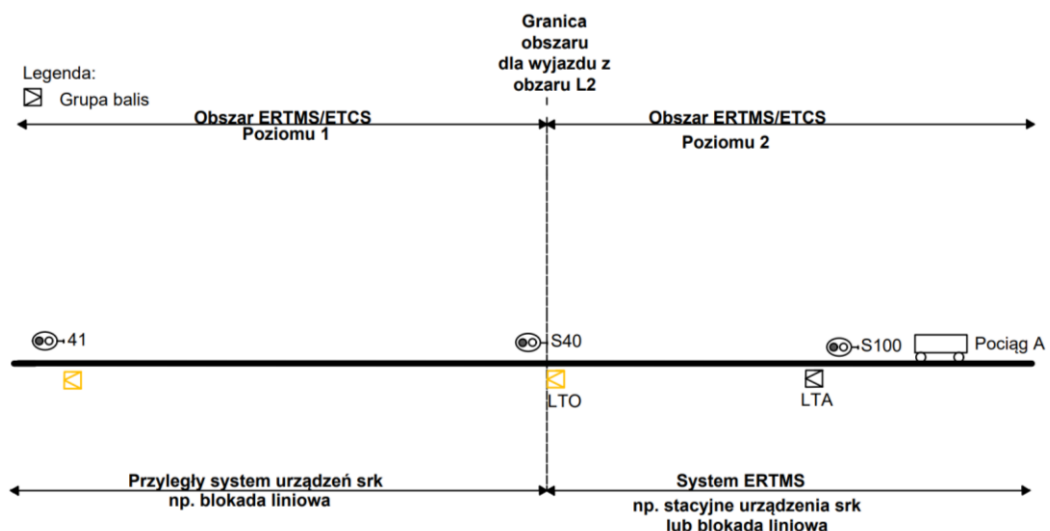 Granica
obszaru
dla wyjazdu z
obzaru L2
Legenda:
Grupa balis
Obszar ERTMS/ETCS
Poziomu 1
Obszar ERTMS/ETCS
Poziomu 2
41
S40
S100
Pociąg A
LTO
LTA
Przyległy system urządzeń srk
np. blokada liniowa
System ERTMS
np. stacyjne urządzenia srk
lub blokada liniowa